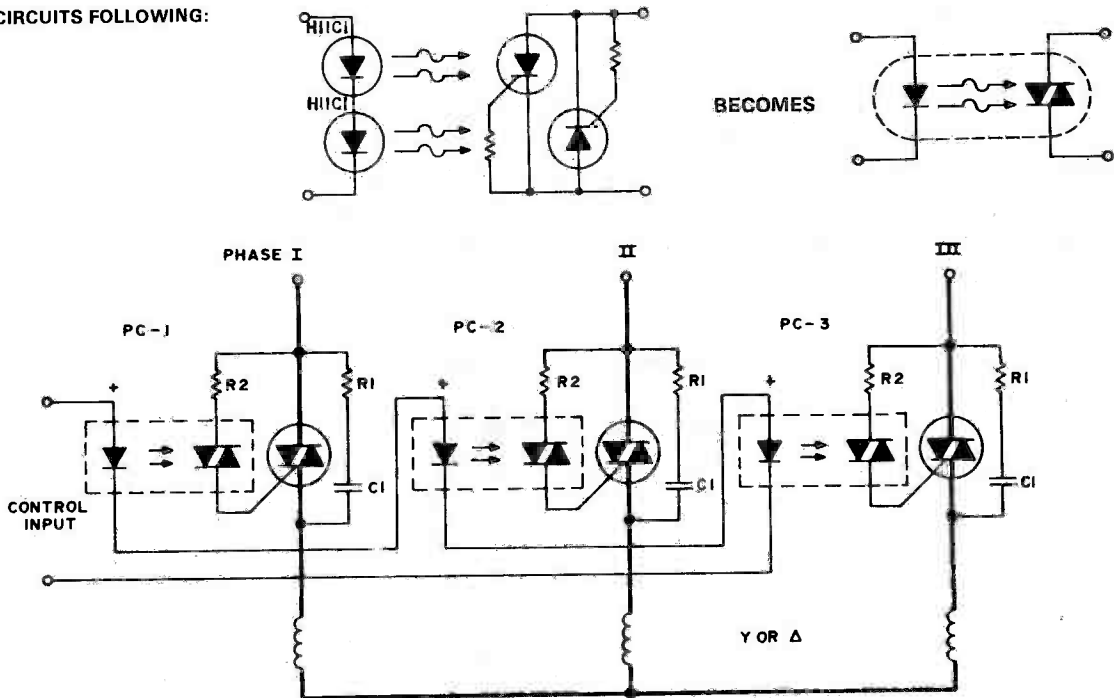 CIRCUITS FOLLOWING:
H11C1
H11C1
BECOMES
PHASE I
II
III
PC-1
PC-2
PC-3
+
R2
R1
+
R2
R1
+
R2
R1
C1
C1
C1
CONTROL
INPUT
Y OR Δ